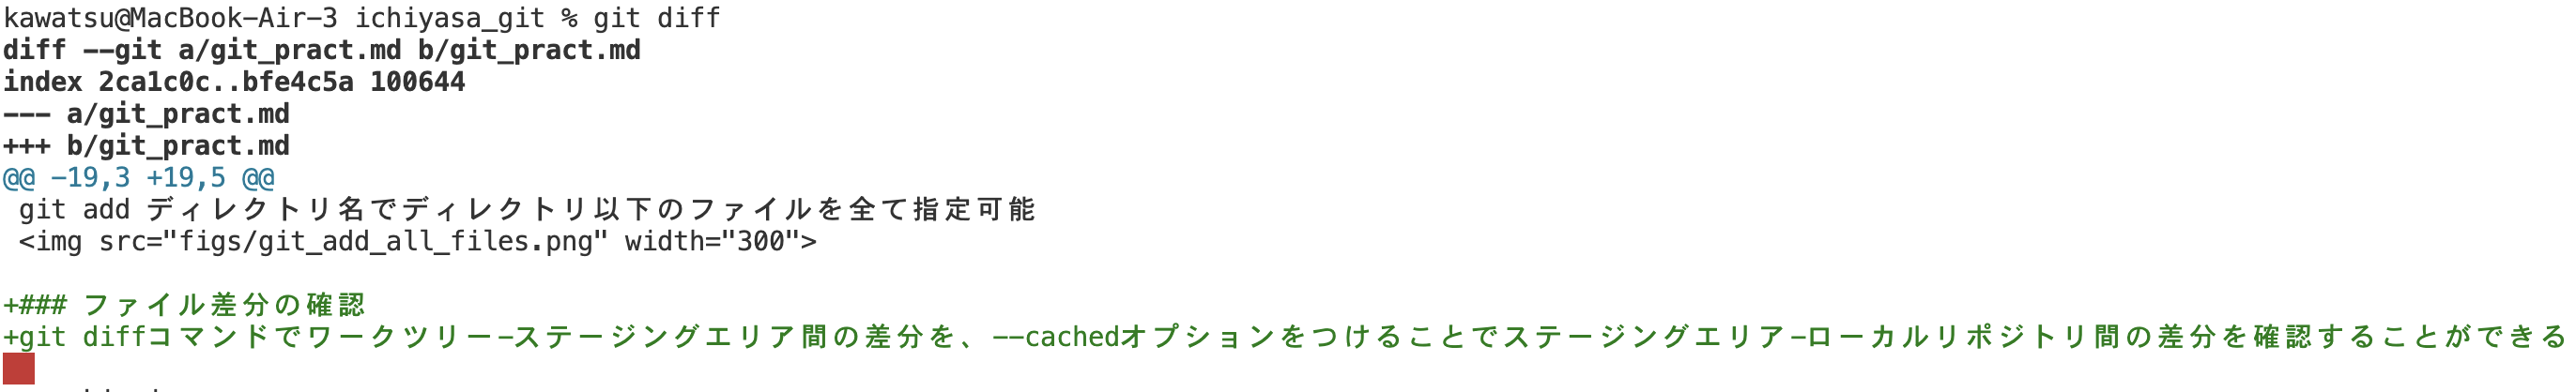 kawatsu@MacBook-Air-3 ichiyasa_git % git diff
diff --git a/git_pract.md b/git_pract.md
index 2ca1c0c..bfe4c5a 100644
--- a/git_pract.md
+++ b/git_pract.md
@@ -19,3 +19,5 @@
 git add ディレクトリ名でディレクトリ以下のファイルを全て指定可能
 <img src="figs/git_add_all_files.png" width="300">
+### ファイル差分の確認
+git diffコマンドでワークツリー-ステージングエリア間の差分を、--cachedオプションをつけることでステージングエリア-ローカルリポジトリ間の差分を確認することができる